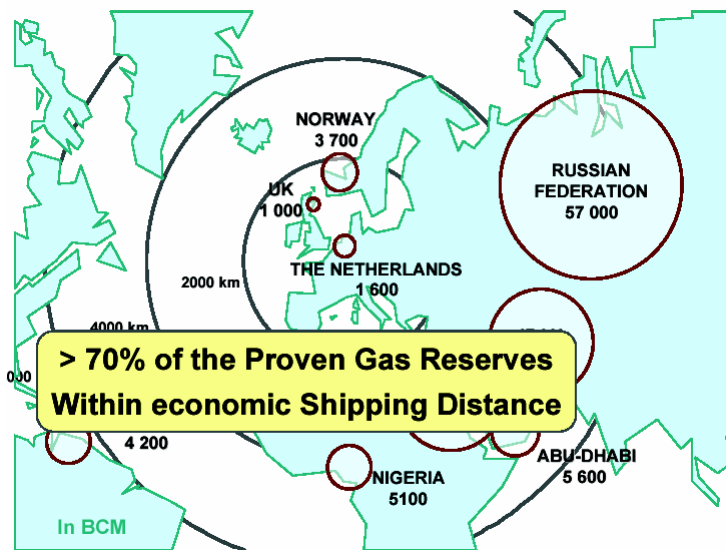 NORWAY
3 700
UK
1 000
RUSSIAN
FEDERATION
57 000
THE NETHERLANDS
1 600
2000 km
4000 km
> 70% of the Proven Gas Reserves
Within economic Shipping Distance
4 200
ABU-DHABI
5 600
NIGERIA
5100
In BCM